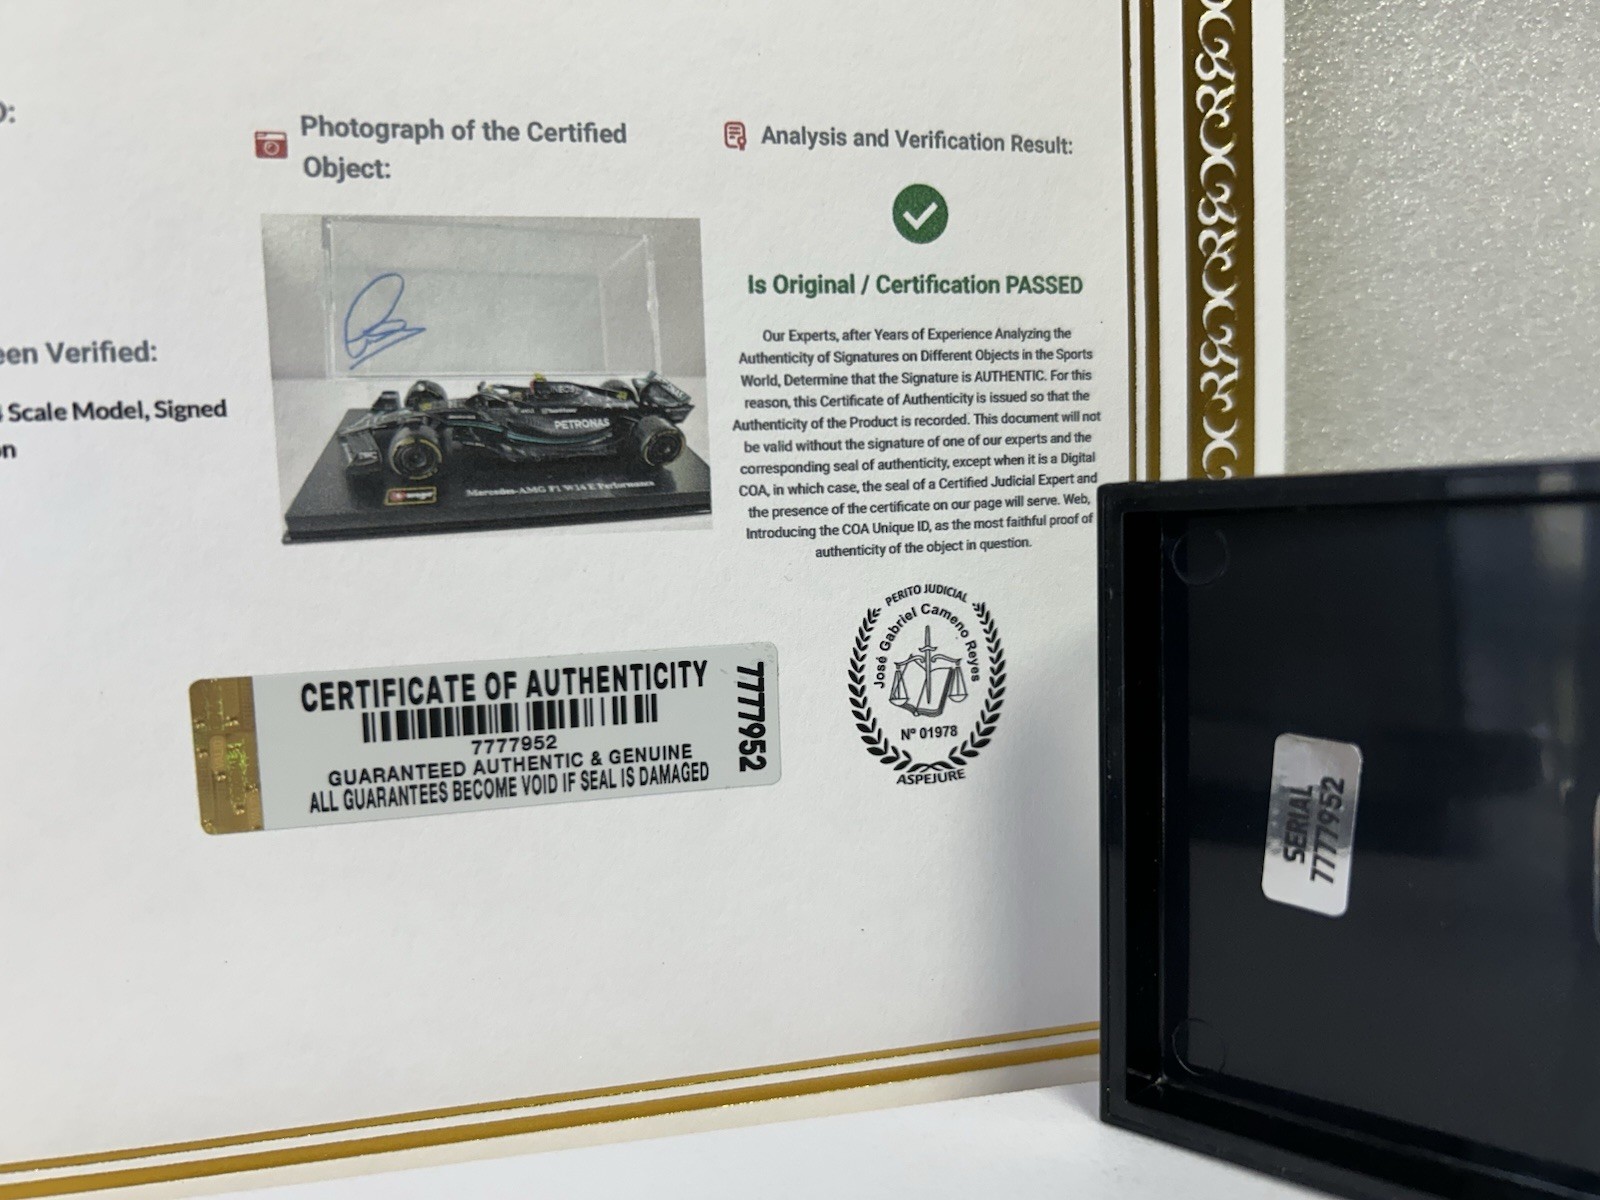 Photograph of the Certified
Object:
Analysis and Verification Result:
Is Original / Certification PASSED
Our Experts, after Years of Experience Analyzing the
Authenticity of Signatures on Different Objects in the Sports
World, Determine that the Signature is AUTHENTIC. For this
reason, this Certificate of Authenticity is issued so that the
Authenticity of the Product is recorded. This document will not
be valid without the signature of one of our experts and the
corresponding seal of authenticity, except when it is a Digital
COA, in which case, the seal of a Certified Judicial Expert and
the presence of the certificate on our page will serve. Web,
Introducing the COA Unique ID, as the most faithful proof of
authenticity of the object in question.
een Verified:
Scale Model, Signed
on
PETRONAS
Mercedes-AMG F1 W14 E Performance
PERITO JUDICIAL
José Gabriel Cameno Reyes
Nº 01978
ASPEJURE
CERTIFICATE OF AUTHENTICITY
7777952
GUARANTEED AUTHENTIC & GENUINE
ALL GUARANTEES BECOME VOID IF SEAL IS DAMAGED
7777952
SERIAL
7777952